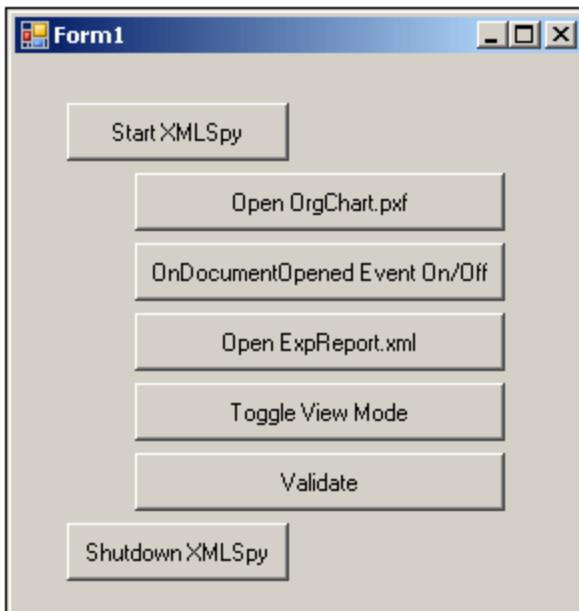 Form1
Start XMLSpy
Open OrgChart.pxf
OnDocumentOpened Event On/Off
Open ExpReport.xml
Toggle View Mode
Validate
Shutdown XMLSpy